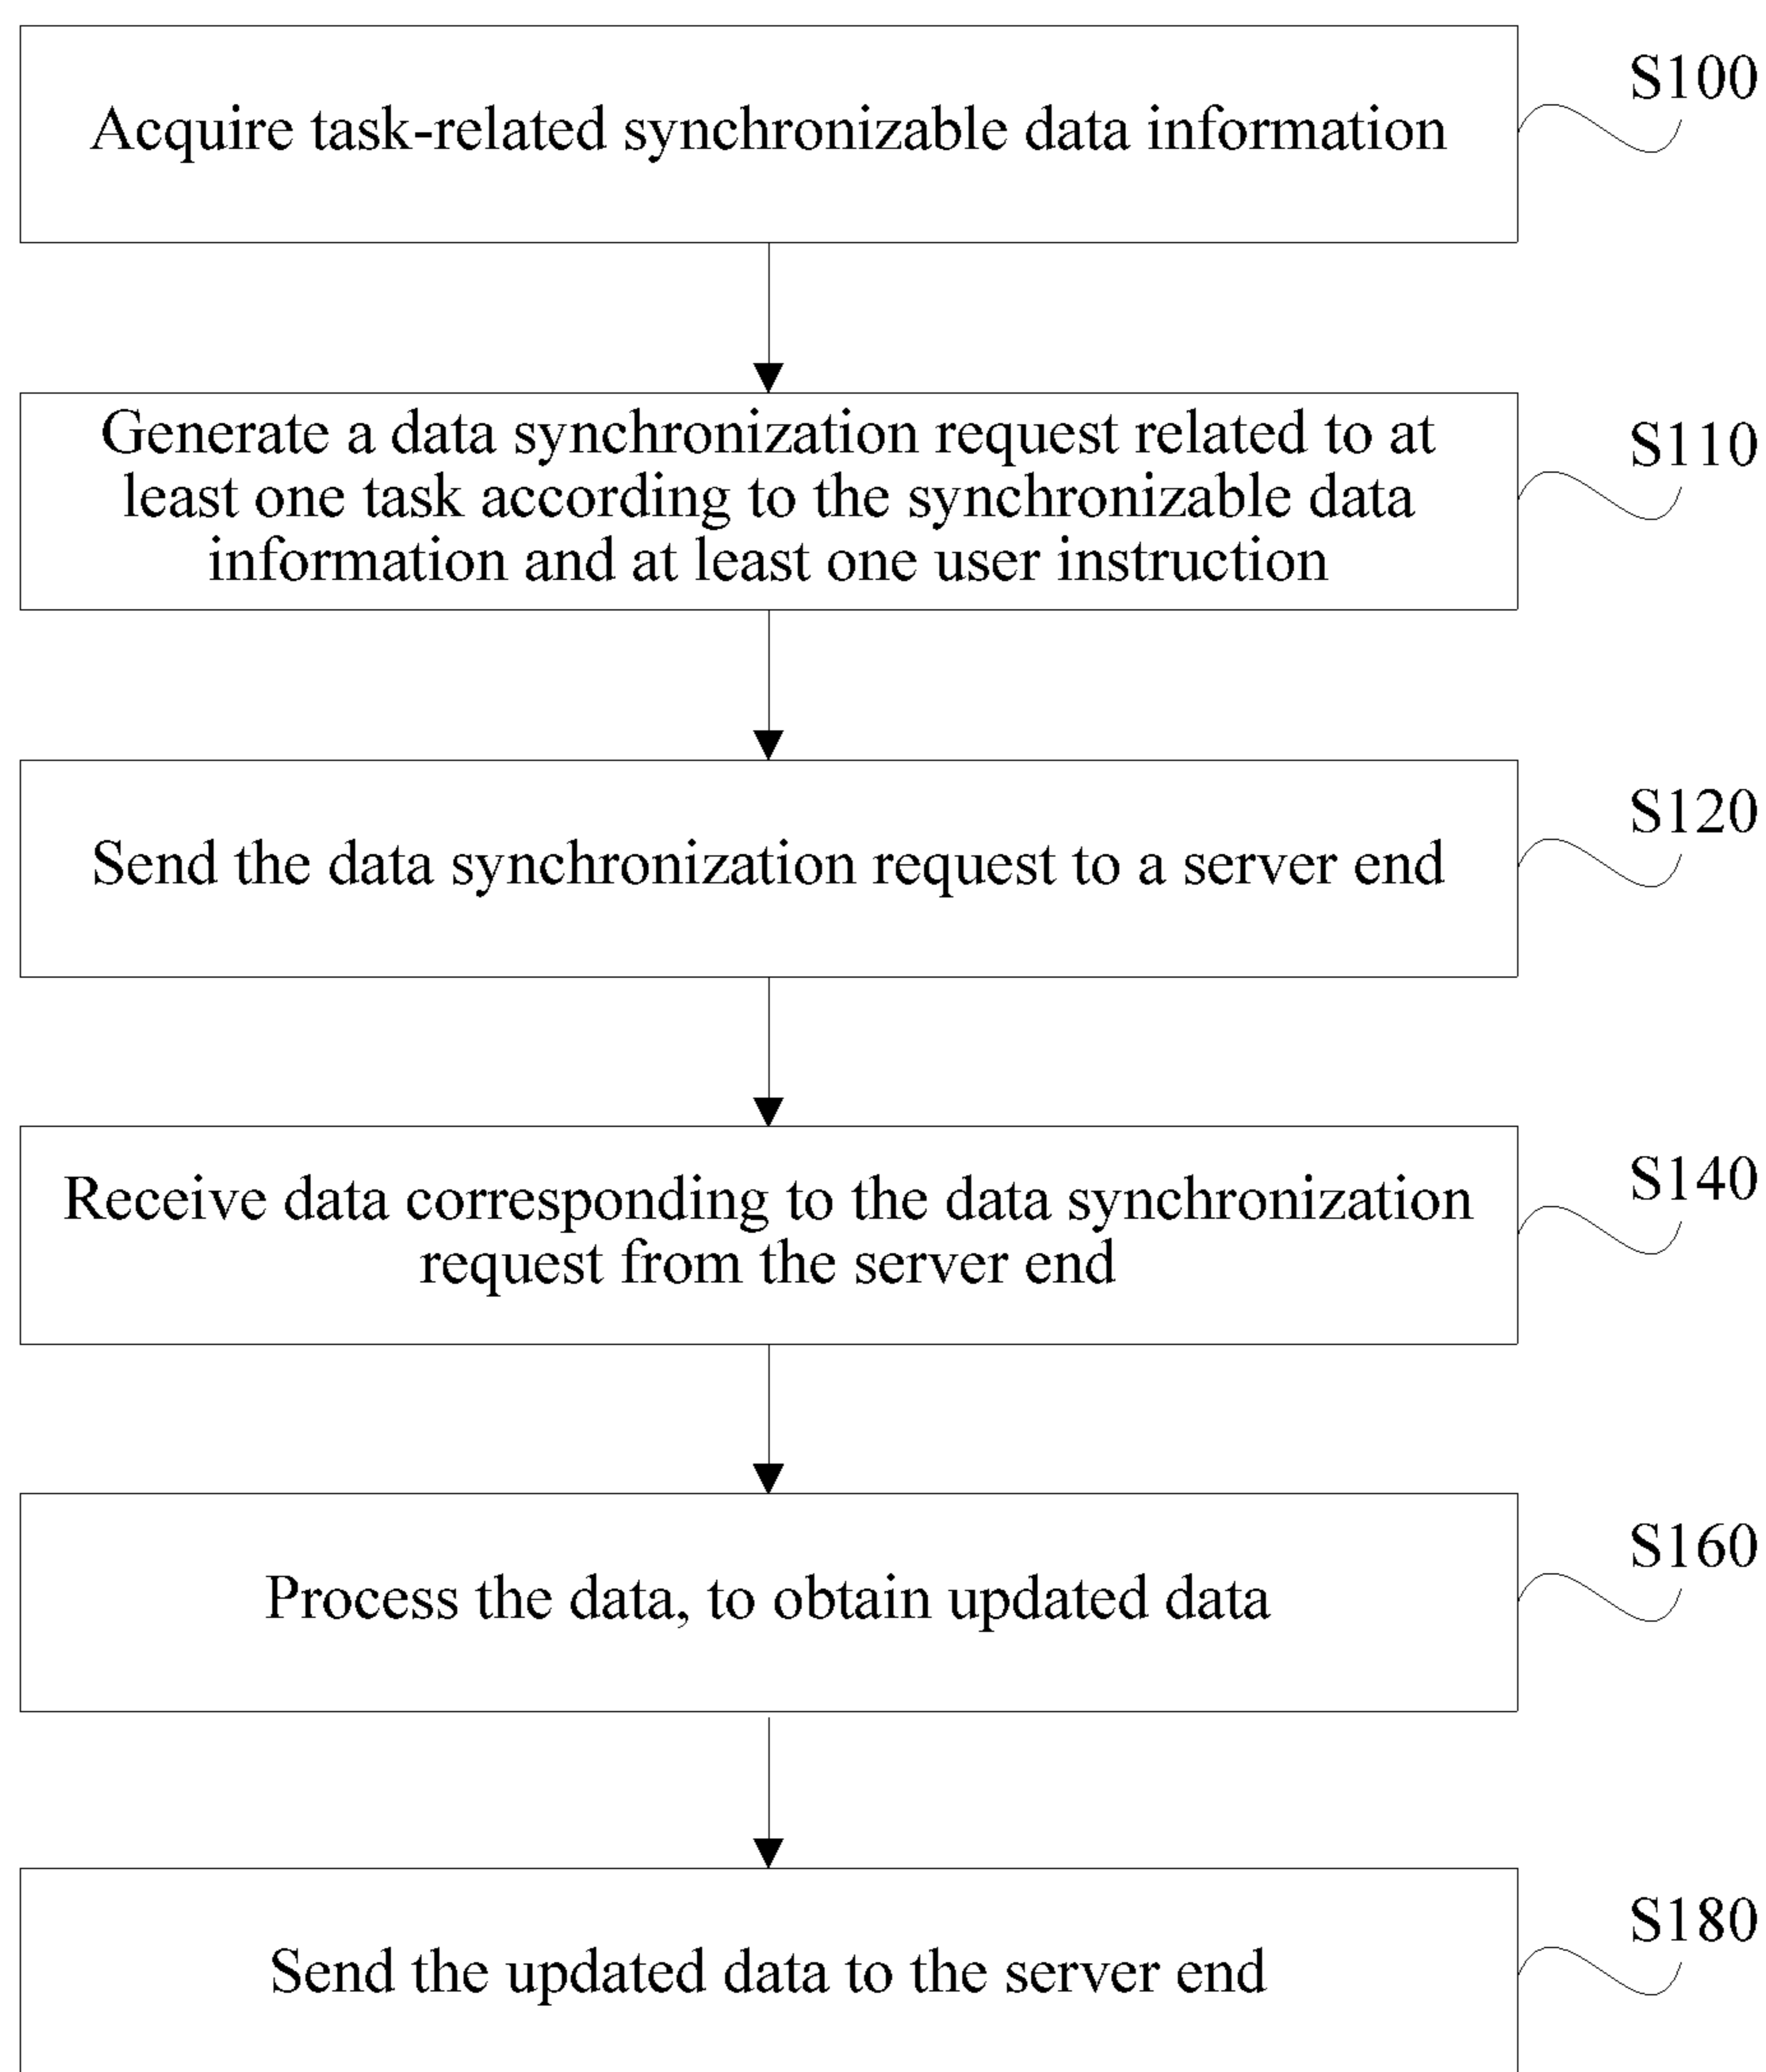 S100
Acquire task-related synchronizable data information
Generate a data synchronization request related to at
least one task according to the synchronizable data
information and at least one user instruction
S110
S120
Send the data synchronization request to a server end
Receive data corresponding to the data synchronization
request from the server end
S140
S160
Process the data, to obtain updated data
S180
Send the updated data to the server end